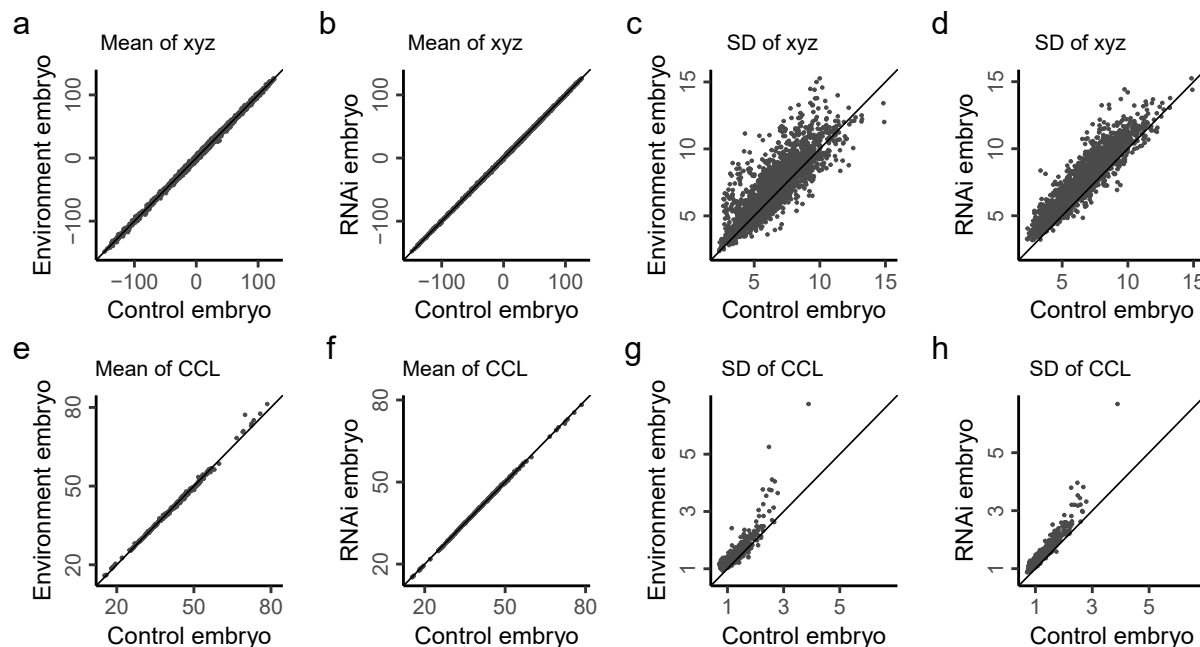 a
Mean of xyz
Environment embryo
100
0
−100
−100
0
100
Control embryo
b
Mean of xyz
RNAi embryo
100
0
−100
−100
0
100
Control embryo
c
SD of xyz
Environment embryo
15
10
5
5
10
15
Control embryo
d
SD of xyz
RNAi embryo
15
10
5
5
10
15
Control embryo
e
Mean of CCL
Environment embryo
80
50
20
20
50
80
Control embryo
f
Mean of CCL
RNAi embryo
80
50
20
20
50
80
Control embryo
g
SD of CCL
Environment embryo
5
3
1
1
3
5
Control embryo
h
SD of CCL
RNAi embryo
5
3
1
1
3
5
Control embryo